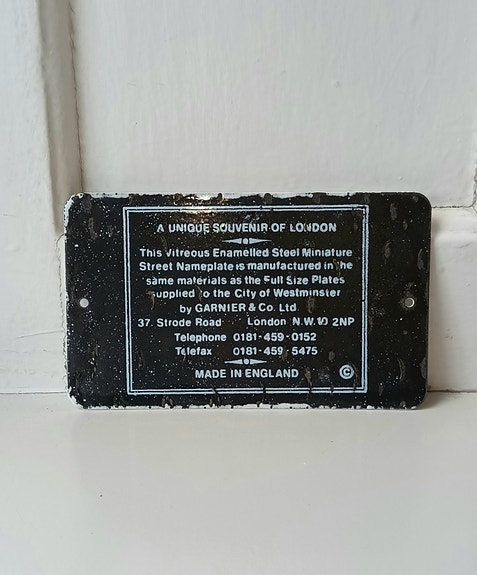 A UNIQUE SOUVENIR OF LONDON
This Vitreous Enamelled Steel Miniature
Street Nameplate is manufactured in the
same materials as the Full Size Plates
supplied to the City of Westminster
by GARNIER & Co. Ltd.
37. Strode Road London N.W.10 2NP
Telephone 0181-459-0152
Telefax 0181-459-5475
MADE IN ENGLAND ©